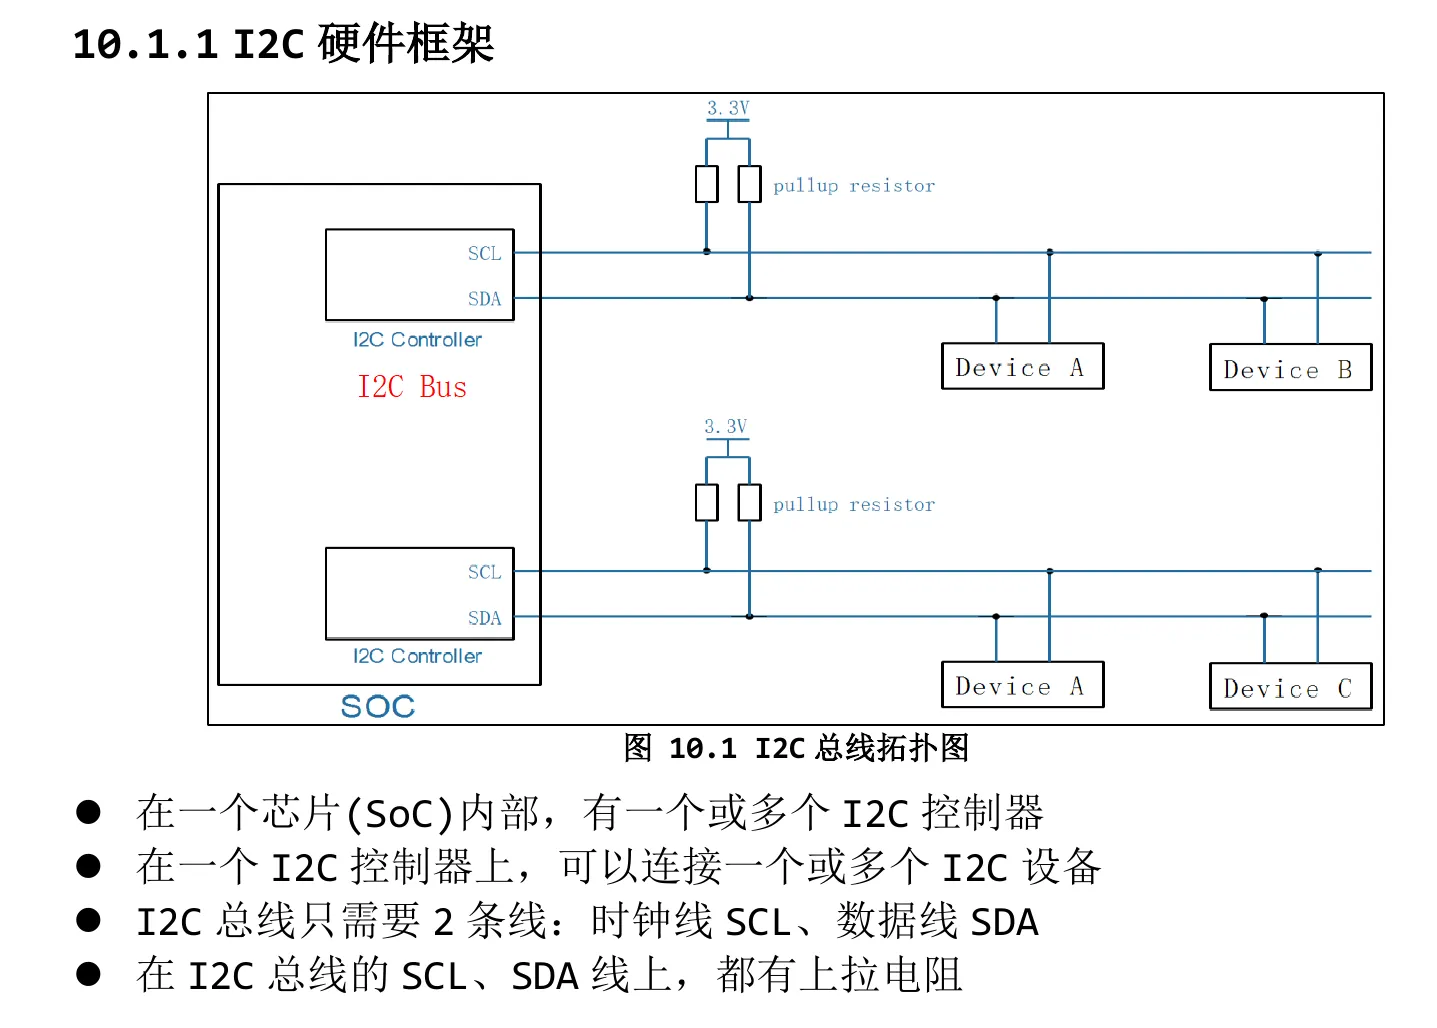 10.1.1 I2C 硬件框架
3.3V
pullup resistor
SCL
SDA
I2C Controller
I2C Bus
Device A
Device B
3.3V
pullup resistor
SCL
SDA
I2C Controller
Device A
Device C
SOC
图 10.1 I2C 总线拓扑图
● 在一个芯片(SoC)内部，有一个或多个 I2C 控制器
● 在一个 I2C 控制器上，可以连接一个或多个 I2C 设备
● I2C 总线只需要 2 条线：时钟线 SCL、数据线 SDA
● 在 I2C 总线的 SCL、SDA 线上，都有上拉电阻